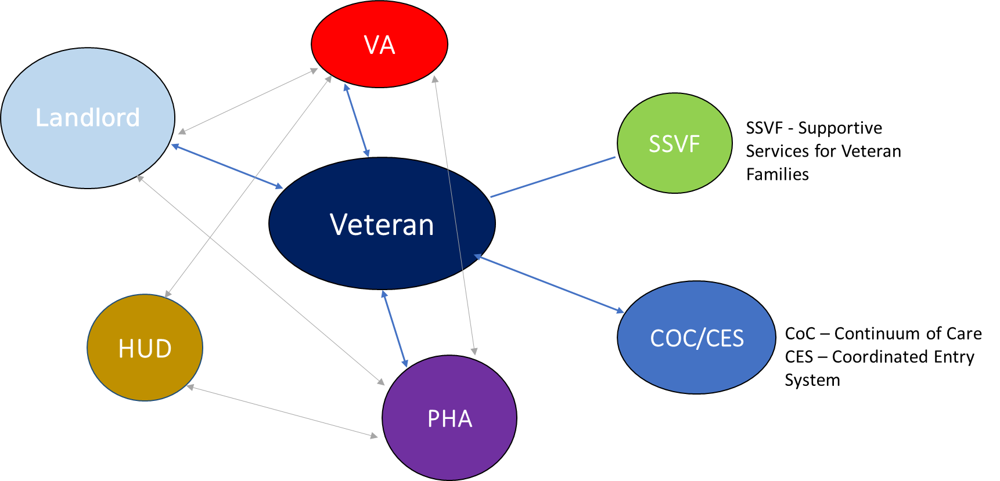 VA
Landlord
SSVF
SSVF - Supportive
Services for Veteran
Families
Veteran
HUD
COC/CES
CoC – Continuum of Care
CES – Coordinated Entry
System
PHA